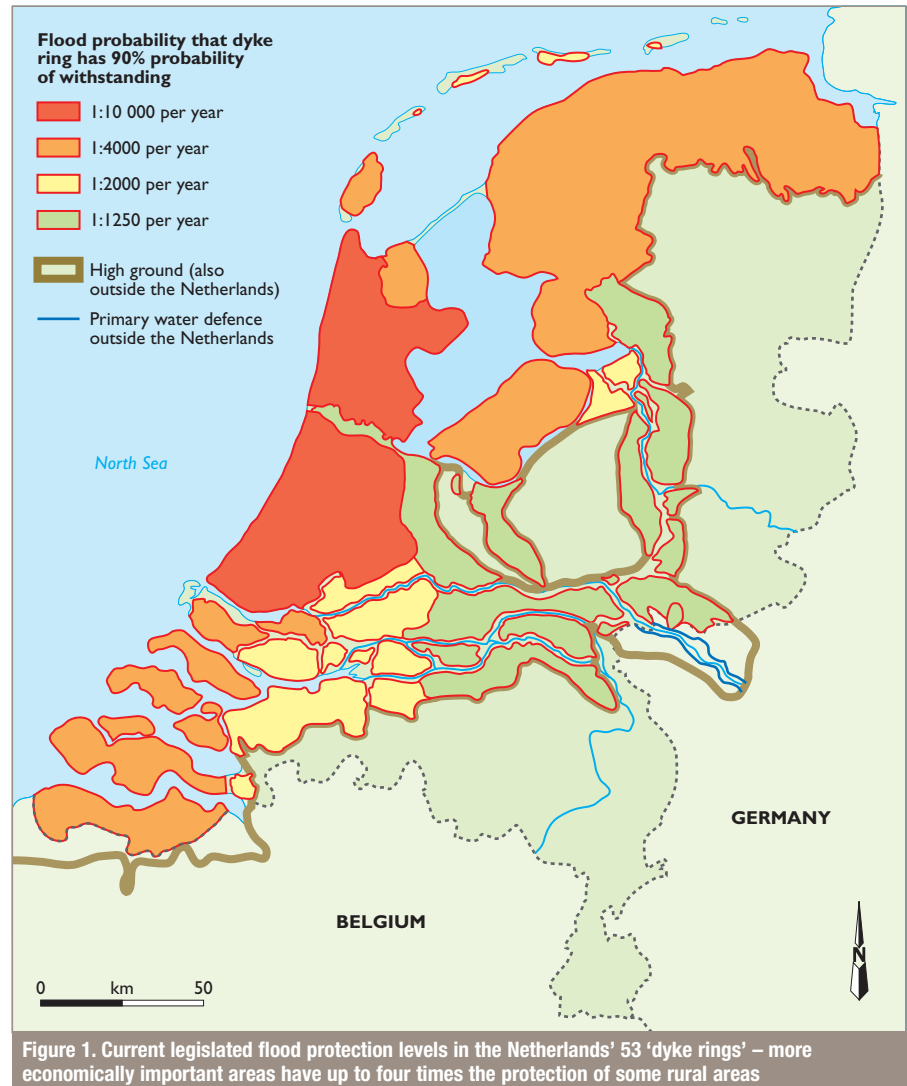 Flood probability that dyke
ring has 90% probability
of withstanding
1:10 000 per year
1:4000 per year
1:2000 per year
1:1250 per year
High ground (also
outside the Netherlands)
Primary water defence
outside the Netherlands
North Sea
GERMANY
BELGIUM
N
0 km 50
Figure 1. Current legislated flood protection levels in the Netherlands’ 53 ‘dyke rings’ – more
economically important areas have up to four times the protection of some rural areas